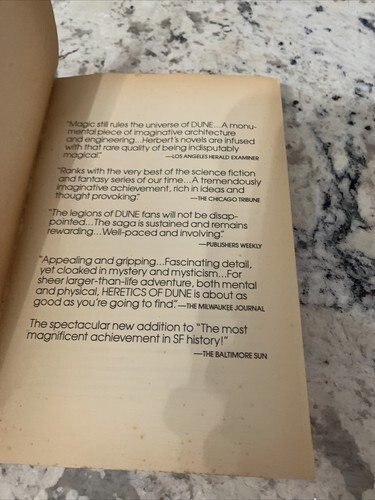 "Magic still rules the universe of DUNE...A monu-
mental piece of imaginative architecture
and engineering...Herbert's novels are infused
with that rare quality of being indisputably
magical."—LOS ANGELES HERALD EXAMINER
"Ranks with the very best of the science fiction
and fantasy series of our time...A tremendously
imaginative achievement, rich in ideas and
thought provoking."—THE CHICAGO TRIBUNE
"The legions of DUNE fans will not be disap-
pointed...The saga is sustained and remains
rewarding...Well-paced and involving."
—PUBLISHERS WEEKLY
"Appealing and gripping...Fascinating detail,
yet cloaked in mystery and mysticism...For
sheer larger-than-life adventure, both mental
and physical, HERETICS OF DUNE is about as
good as you're going to find."—THE MILWAUKEE JOURNAL
The spectacular new addition to "The most
magnificent achievement in SF history!"
—THE BALTIMORE SUN